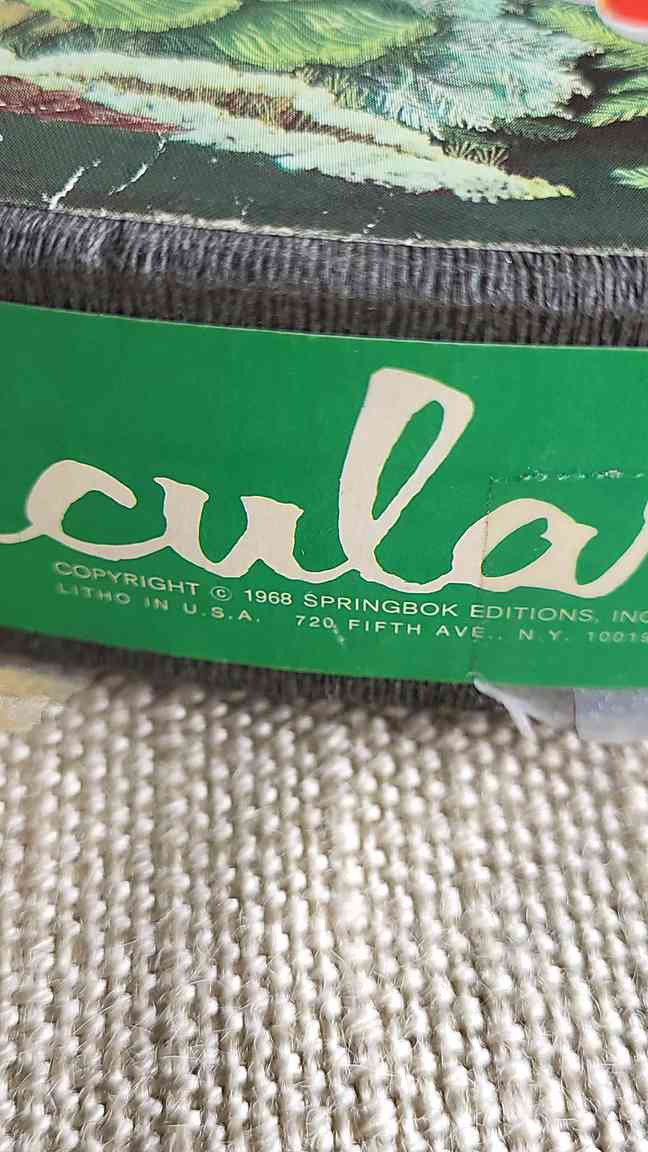 cula
COPYRIGHT © 1968 SPRINGBOK EDITIONS, INC
LITHO IN U.S.A. 720 FIFTH AVE., N.Y. 10019